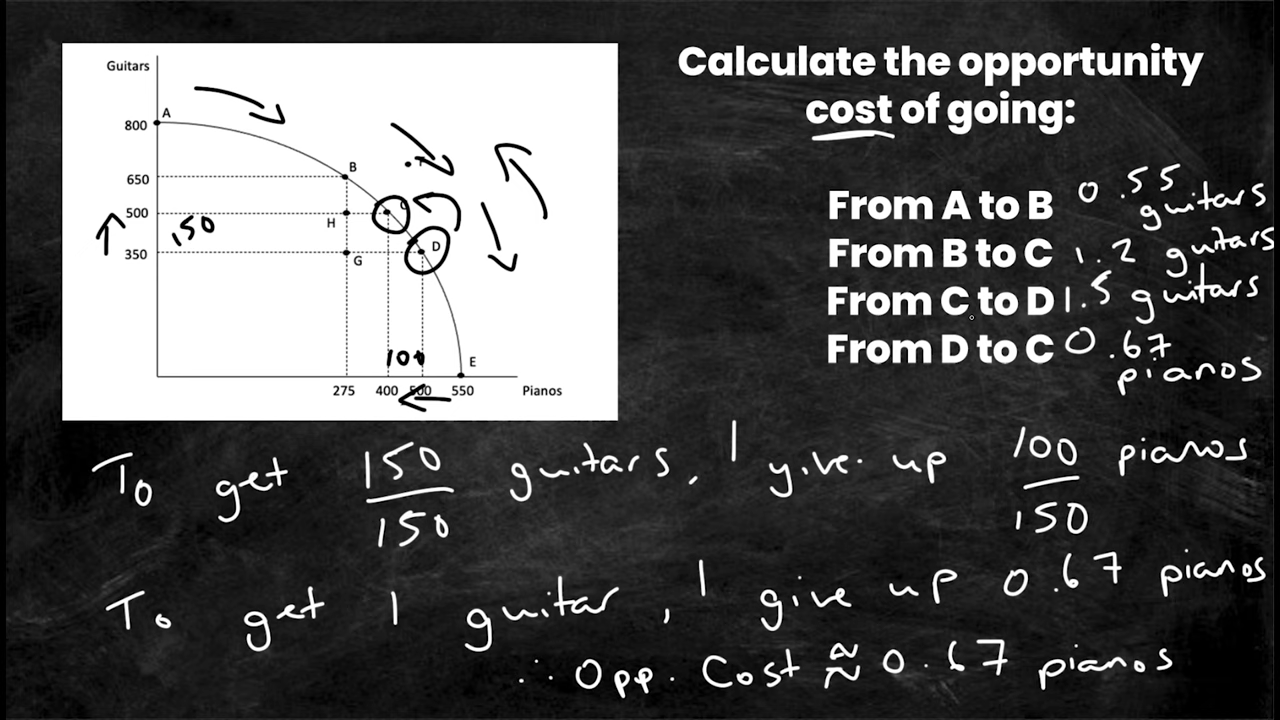 Guitars
A
800
B
650
500
H
150
350
G
D
100
E
275 400 500 550 Pianos
Calculate the opportunity
cost of going:
From A to B 0.55 guitars
From B to C 1.2 guitars
From C to D 1.5 guitars
From D to C 0.67 pianos
To get 150/150 guitars, I give up 100/150 pianos
To get 1 guitar, I give up 0.67 pianos
∴ Opp. Cost ≈ 0.67 pianos